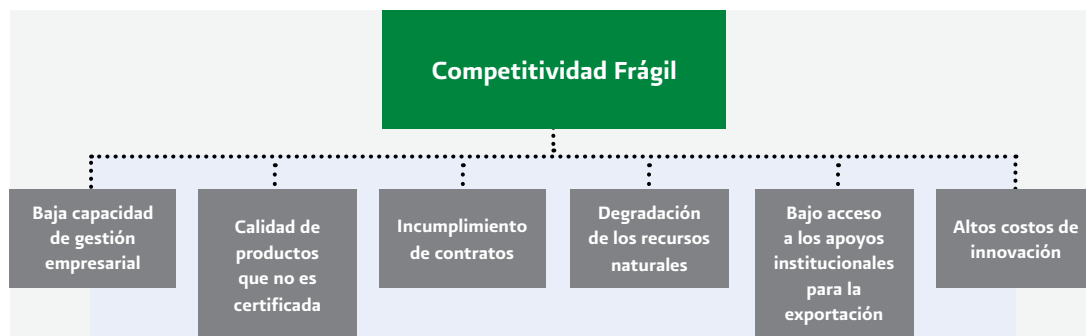 Competitividad Frágil
Baja capacidad
de gestión
empresarial
Calidad de
productos
que no es
certificada
Incumplimiento
de contratos
Degradación
de los recursos
naturales
Bajo acceso
a los apoyos
institucionales
para la
exportación
Altos costos de
innovación